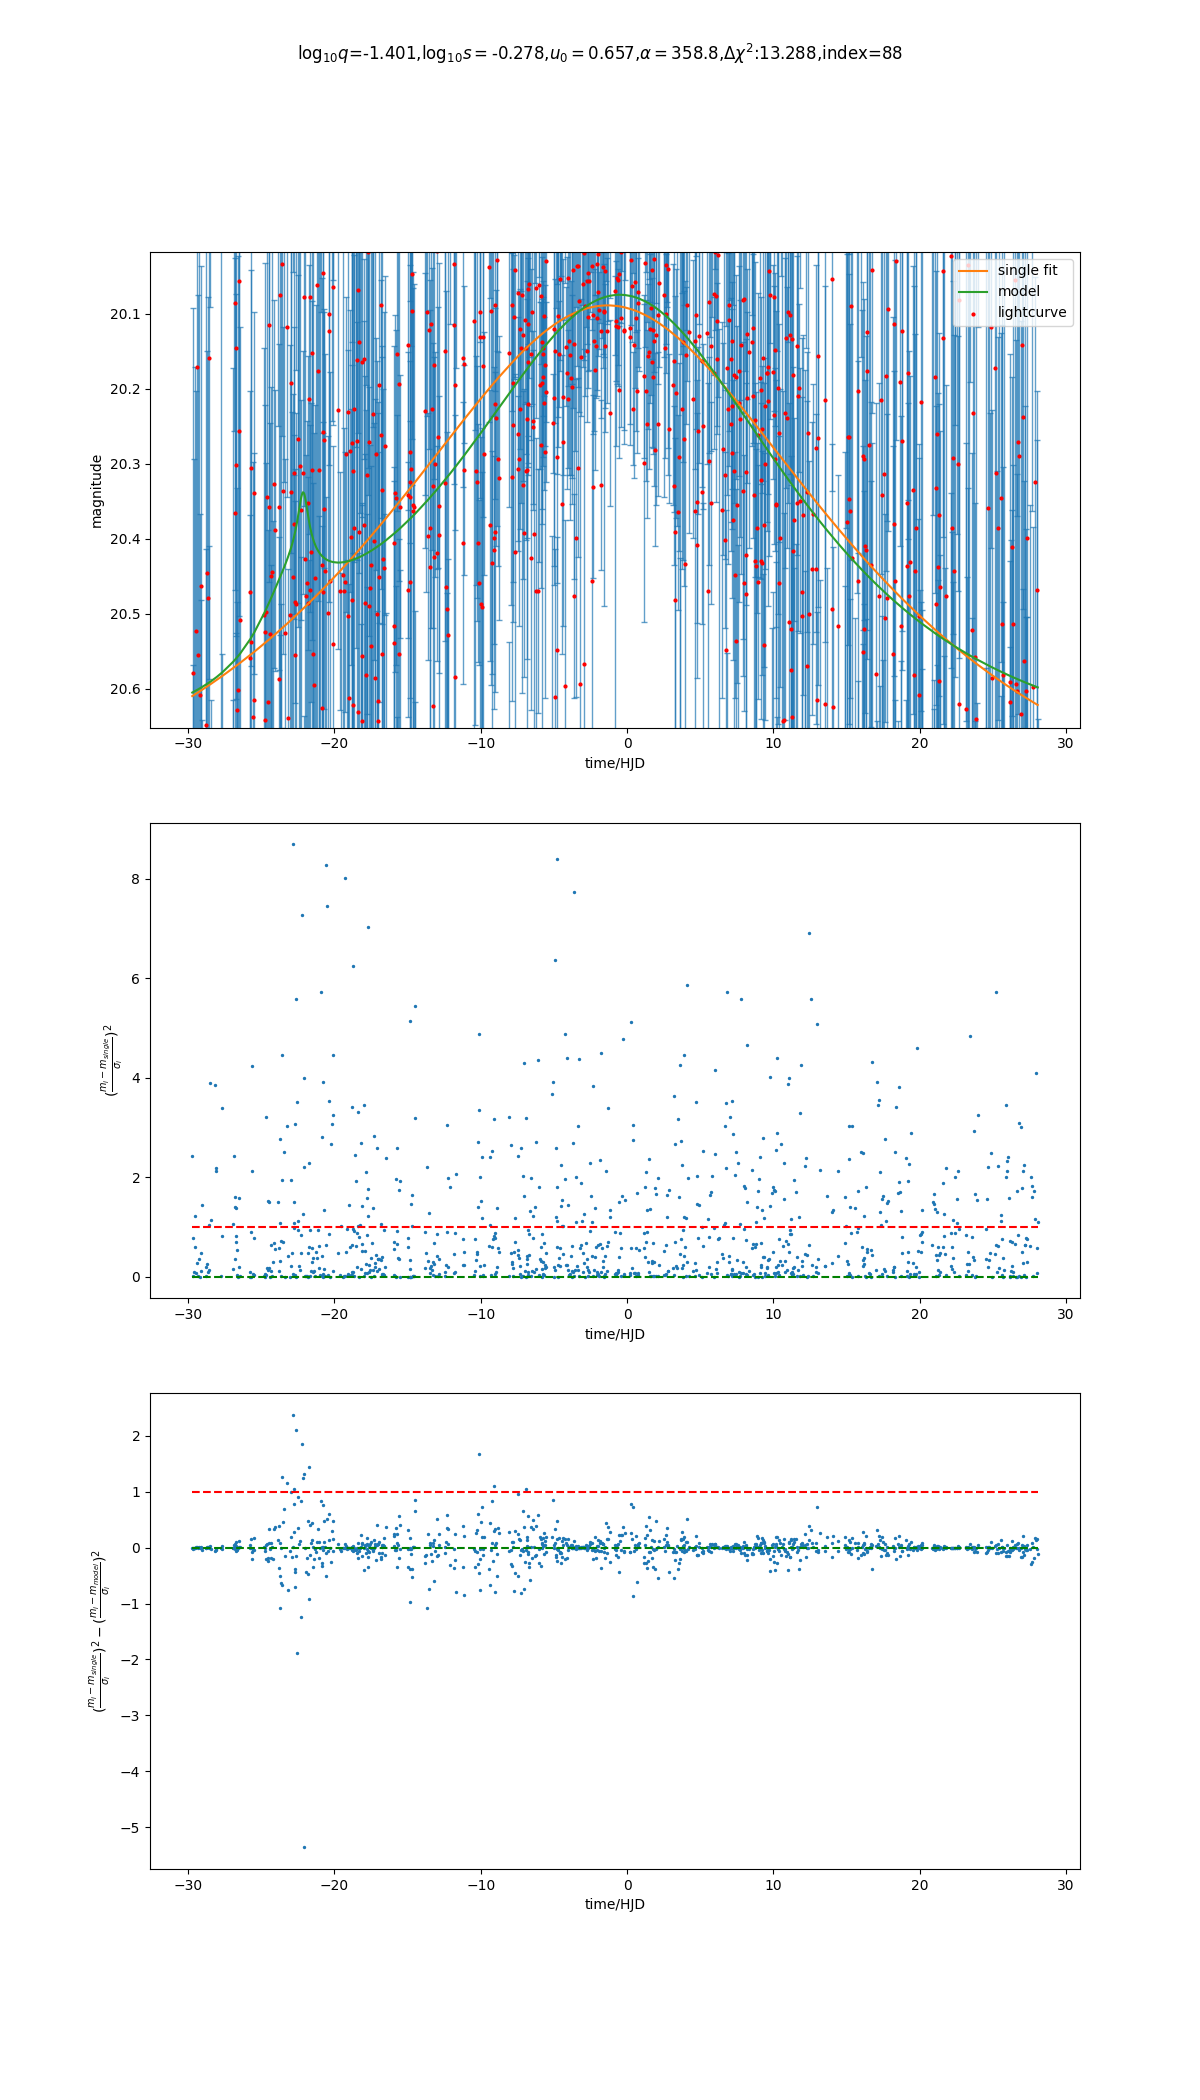 log₁₀q=-1.401,log₁₀s = -0.278,u₀ = 0.657,α = 358.8,Δχ²:13.288,index=88
single fit
model
lightcurve
20.1
20.2
20.3
20.4
20.5
20.6
magnitude
−30 −20 −10 0 10 20 30
time/HJD
8
6
4
2
0
(mᵢ − m_single / σᵢ)²
−30 −20 −10 0 10 20 30
time/HJD
2
1
0
−1
−2
−3
−4
−5
(mᵢ − m_single / σᵢ)² − (mᵢ − m_model / σᵢ)²
−30 −20 −10 0 10 20 30
time/HJD